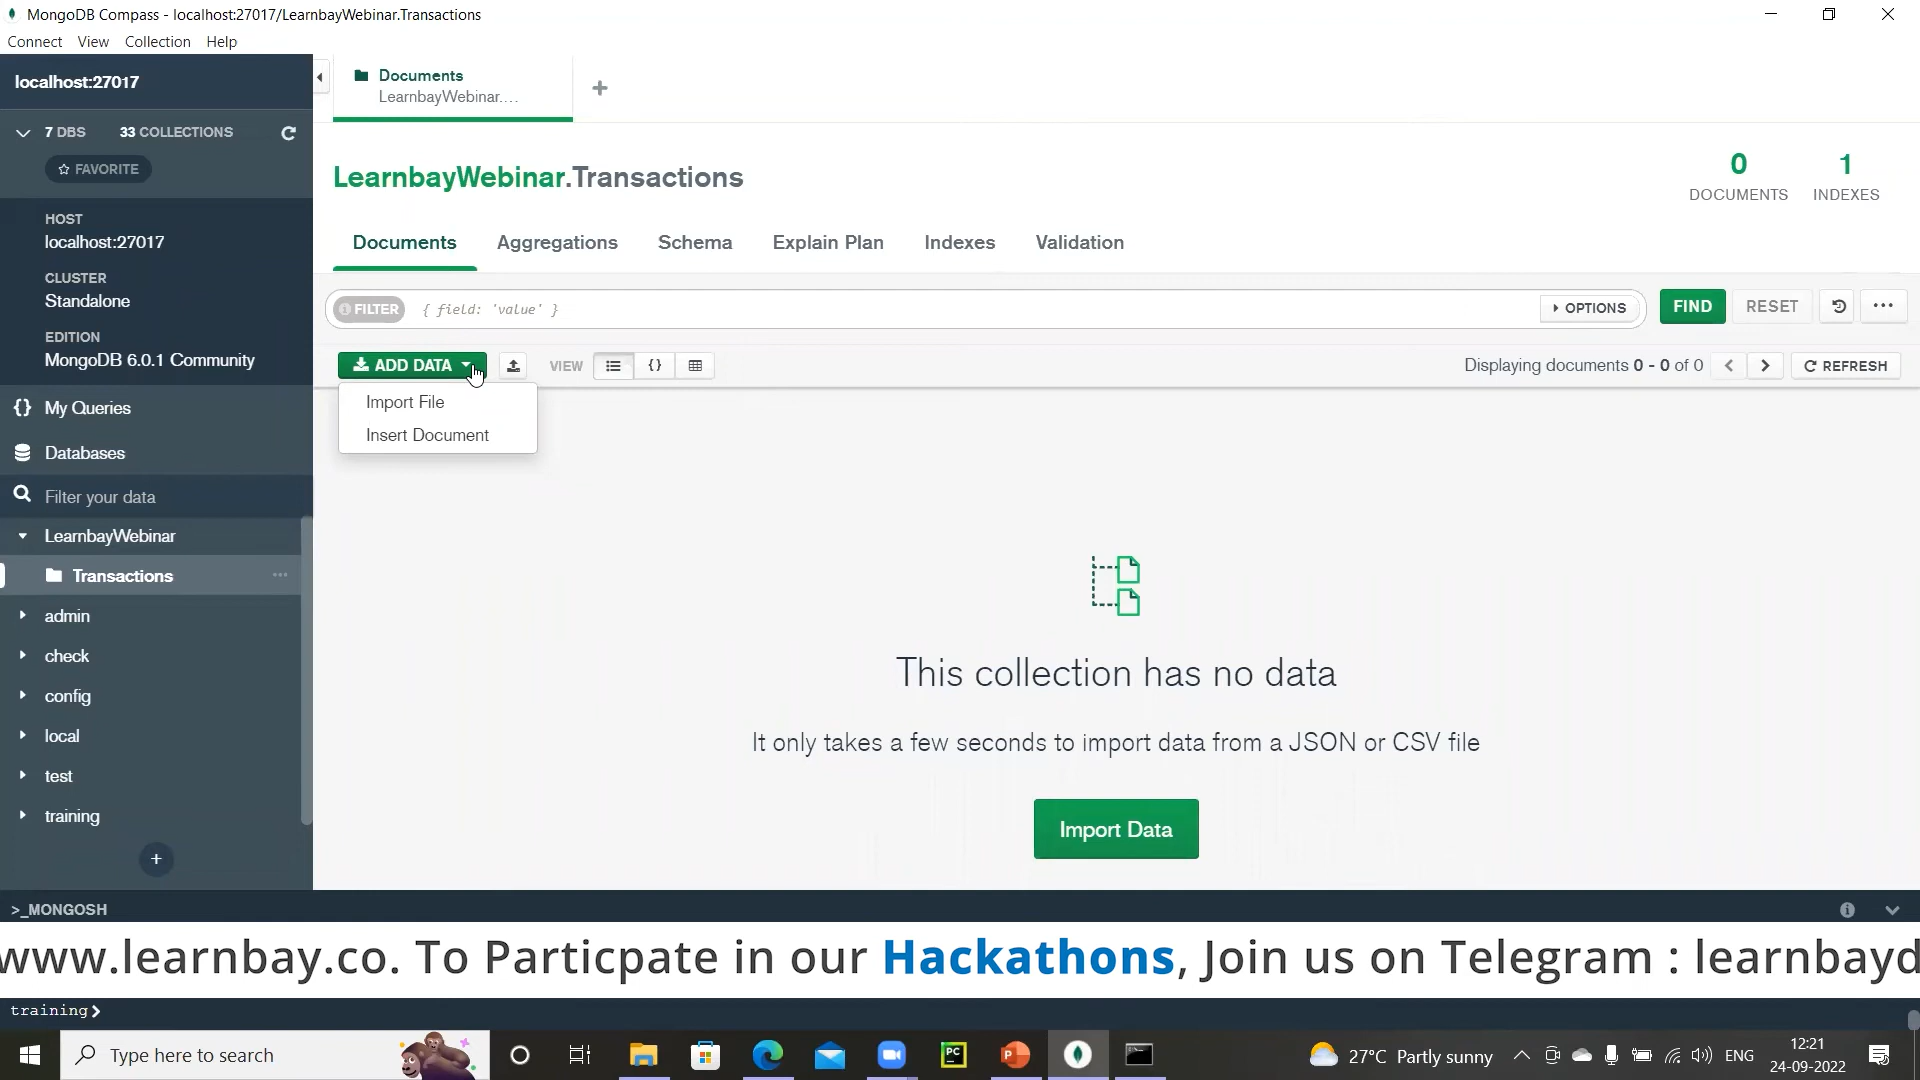 MongoDB Compass - localhost:27017/LearnbayWebinar.Transactions
Connect View Collection Help
localhost:27017
7 DBS 33 COLLECTIONS
FAVORITE
HOST
localhost:27017
CLUSTER
Standalone
EDITION
MongoDB 6.0.1 Community
{} My Queries
Databases
Filter your data
LearnbayWebinar
Transactions
admin
check
config
local
test
training
+
Documents
LearnbayWebinar....
+
LearnbayWebinar.Transactions
0
DOCUMENTS
1
INDEXES
Documents Aggregations Schema Explain Plan Indexes Validation
FILTER { field: 'value' } OPTIONS FIND RESET
ADD DATA VIEW {} Displaying documents 0 - 0 of 0 REFRESH
Import File
Insert Document
This collection has no data
It only takes a few seconds to import data from a JSON or CSV file
Import Data
>_MONGOSH
www.learnbay.co. To Particpate in our Hackathons, Join us on Telegram : learnbayd
training>
Type here to search
PC
27°C Partly sunny
ENG
12:21
24-09-2022